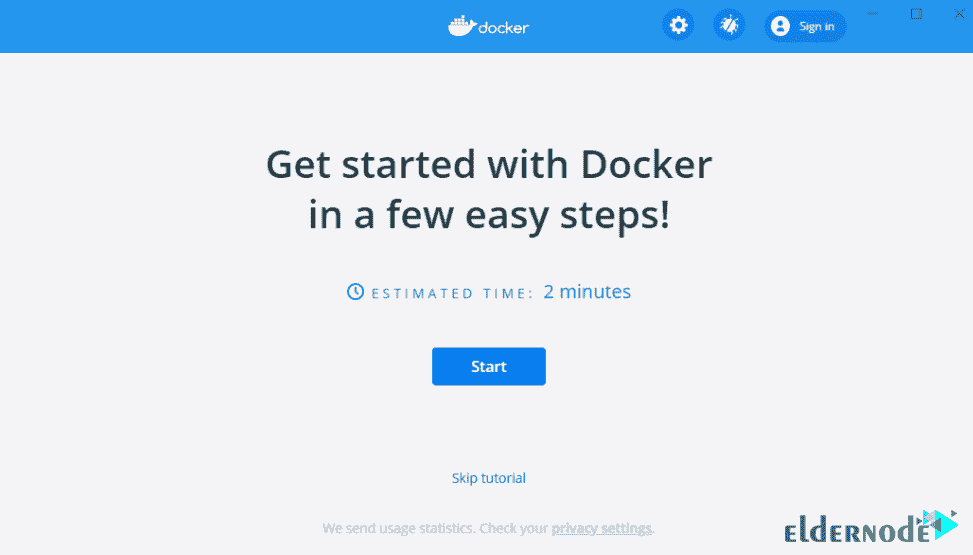 docker
Sign in
Get started with Docker
in a few easy steps!
ESTIMATED TIME: 2 minutes
Start
Skip tutorial
We send usage statistics. Check your privacy settings.
ELDERNODE